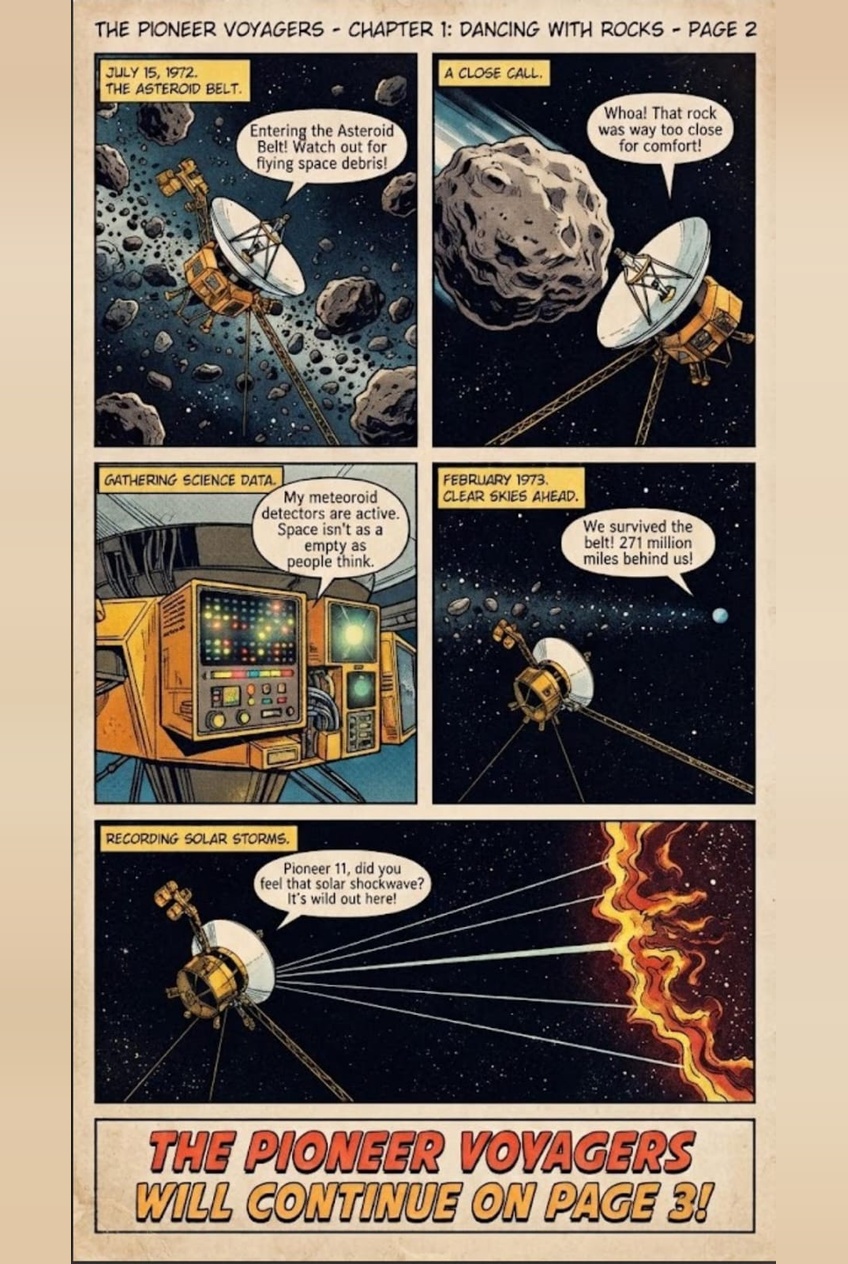 THE PIONEER VOYAGERS - CHAPTER 1: DANCING WITH ROCKS - PAGE 2
JULY 15, 1972.
THE ASTEROID BELT.
Entering the Asteroid
Belt! Watch out for
flying space debris!
A CLOSE CALL.
Whoa! That rock
was way too close
for comfort!
GATHERING SCIENCE DATA.
My meteoroid
detectors are active.
Space isn't as a
empty as
people think.
FEBRUARY 1973.
CLEAR SKIES AHEAD.
We survived the
belt! 271 million
miles behind us!
RECORDING SOLAR STORMS.
Pioneer 11, did you
feel that solar shockwave?
It's wild out here!
THE PIONEER VOYAGERS
WILL CONTINUE ON PAGE 3!